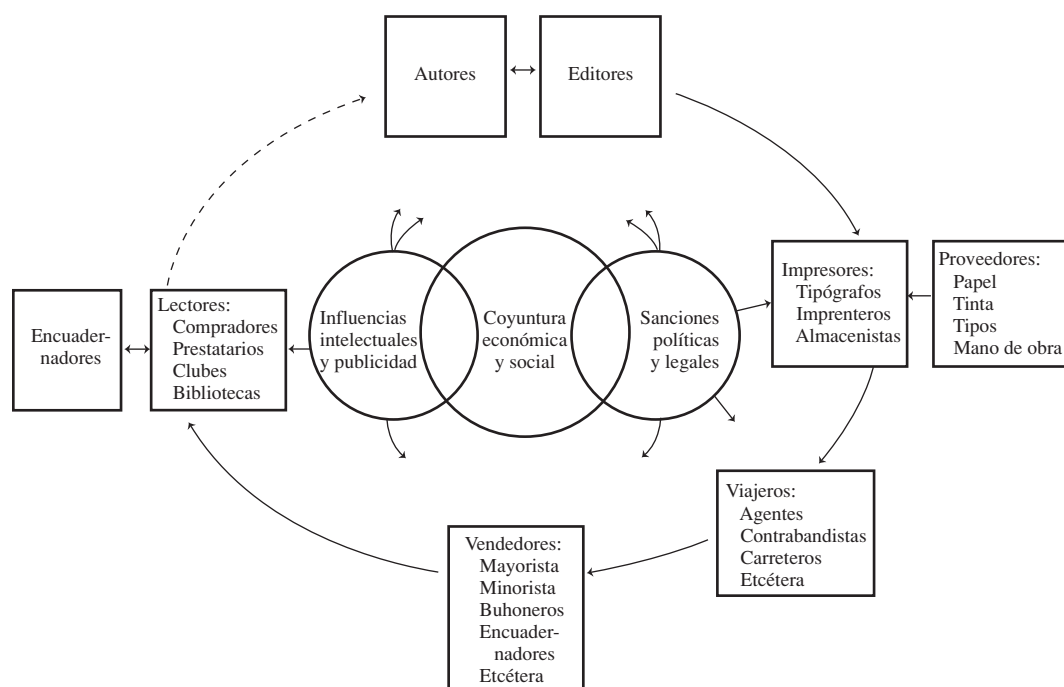 Autores
Editores
Impresores:
Tipógrafos
Imprenteros
Almacenistas
Proveedores:
Papel
Tinta
Tipos
Mano de obra
Encuader-
nadores
Lectores:
Compradores
Prestatarios
Clubes
Bibliotecas
Influencias
intelectuales
y publicidad
Coyuntura
económica
y social
Sanciones
políticas
y legales
Viajeros:
Agentes
Contrabandistas
Carreteros
Etcétera
Vendedores:
Mayorista
Minorista
Buhoneros
Encuader-
nadores
Etcétera